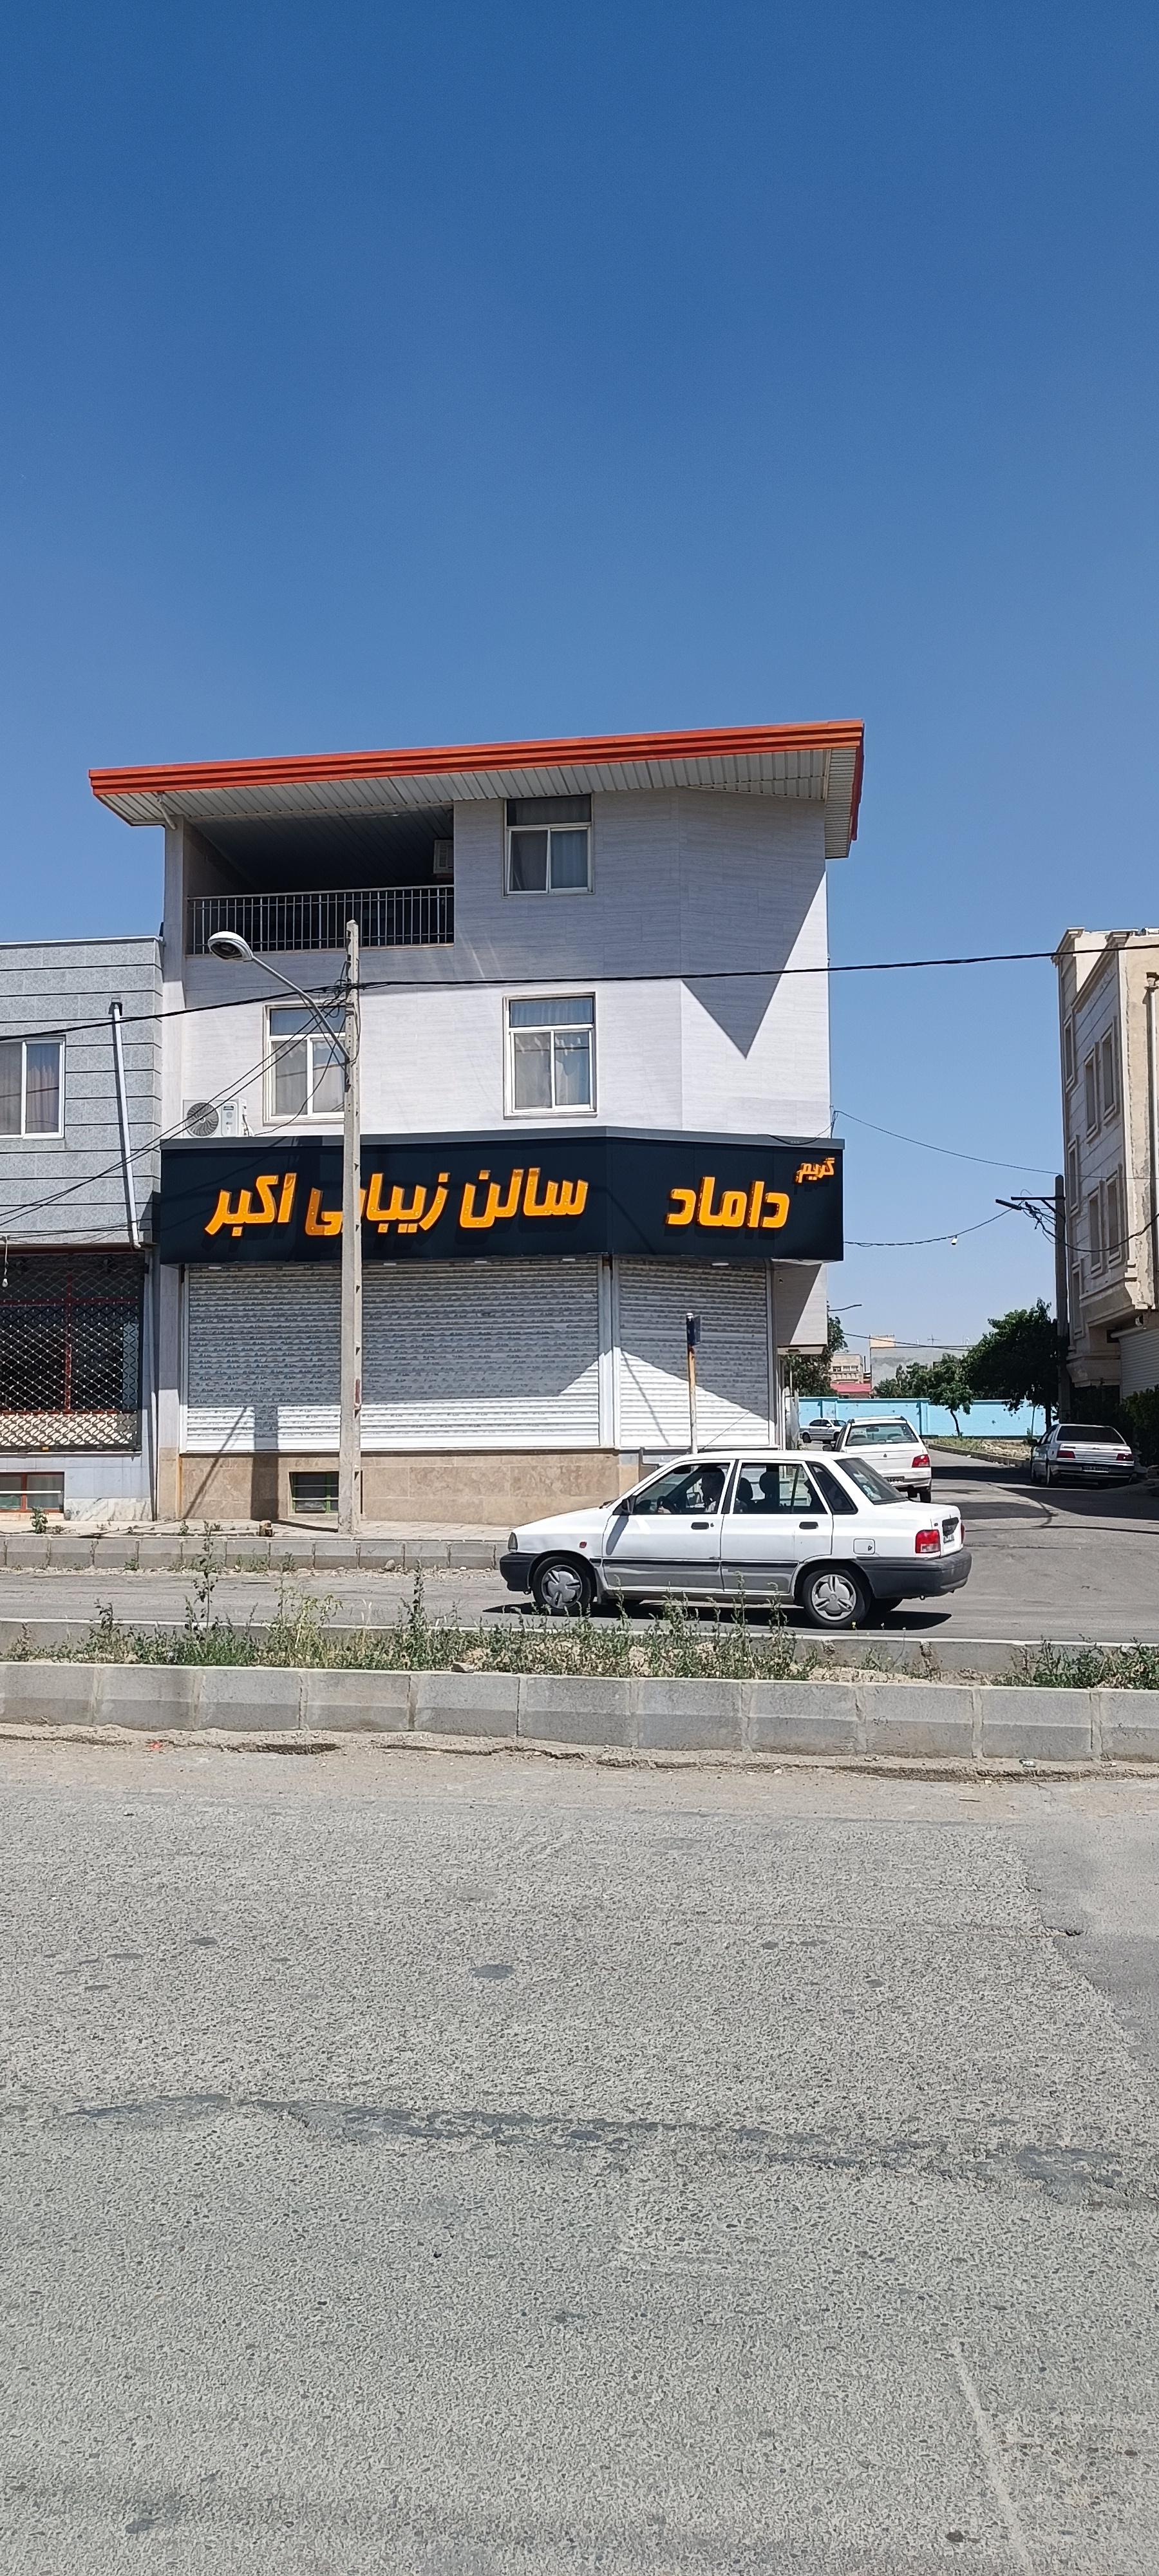 گریم
داماد
سالن زیبایی اکبر